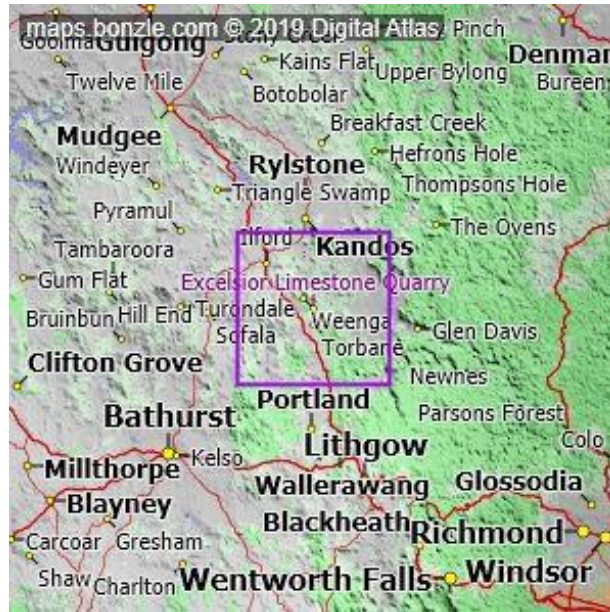 maps.bonzle.com © 2019 Digital Atlas
Pinch
Gulgong
Kains Flat
Denman
Twelve Mile
Upper Bylong
Bureen
Botobolar
Mudgee
Breakfast Creek
Windeyer
Rylstone
Hefrons Hole
Triangle Swamp
Thompsons Hole
Pyramul
The Ovens
Tambaroora
Ilford
Kandos
Gum Flat
Excelsior Limestone Quarry
Bruinbun
Hill End
Turondale
Weenga
Glen Davis
Sofala
Torbane
Clifton Grove
Newnes
Portland
Parsons Forest
Bathurst
Lithgow
Colo
Kelso
Millthorpe
Wallerawang
Glossodia
Blayney
Blackheath
Richmond
Carcoar
Gresham
Shaw
Charlton
Wentworth Falls
Windsor